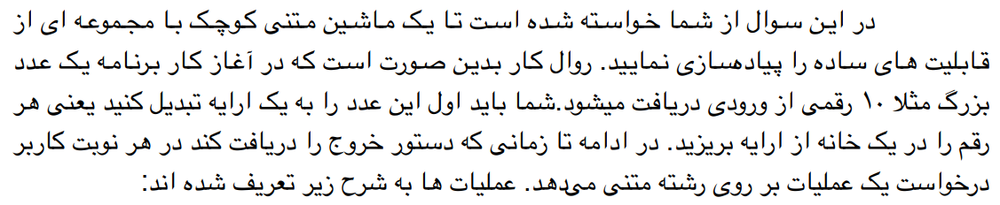 در این سوال از شما خواسته شده است تا یک ماشین متنی کوچک با مجموعه ای از
قابلیت های ساده را پیاده‌سازی نمایید. روال کار بدین صورت است که در آغاز کار برنامه یک عدد
بزرگ مثلا ۱۰ رقمی از ورودی دریافت میشود.شما باید اول این عدد را به یک ارایه تبدیل کنید یعنی هر
رقم را در یک خانه از ارایه بریزید. در ادامه تا زمانی که دستور خروج را دریافت کند در هر نوبت کاربر
درخواست یک عملیات بر روی رشته متنی می‌دهد. عملیات ها به شرح زیر تعریف شده اند: